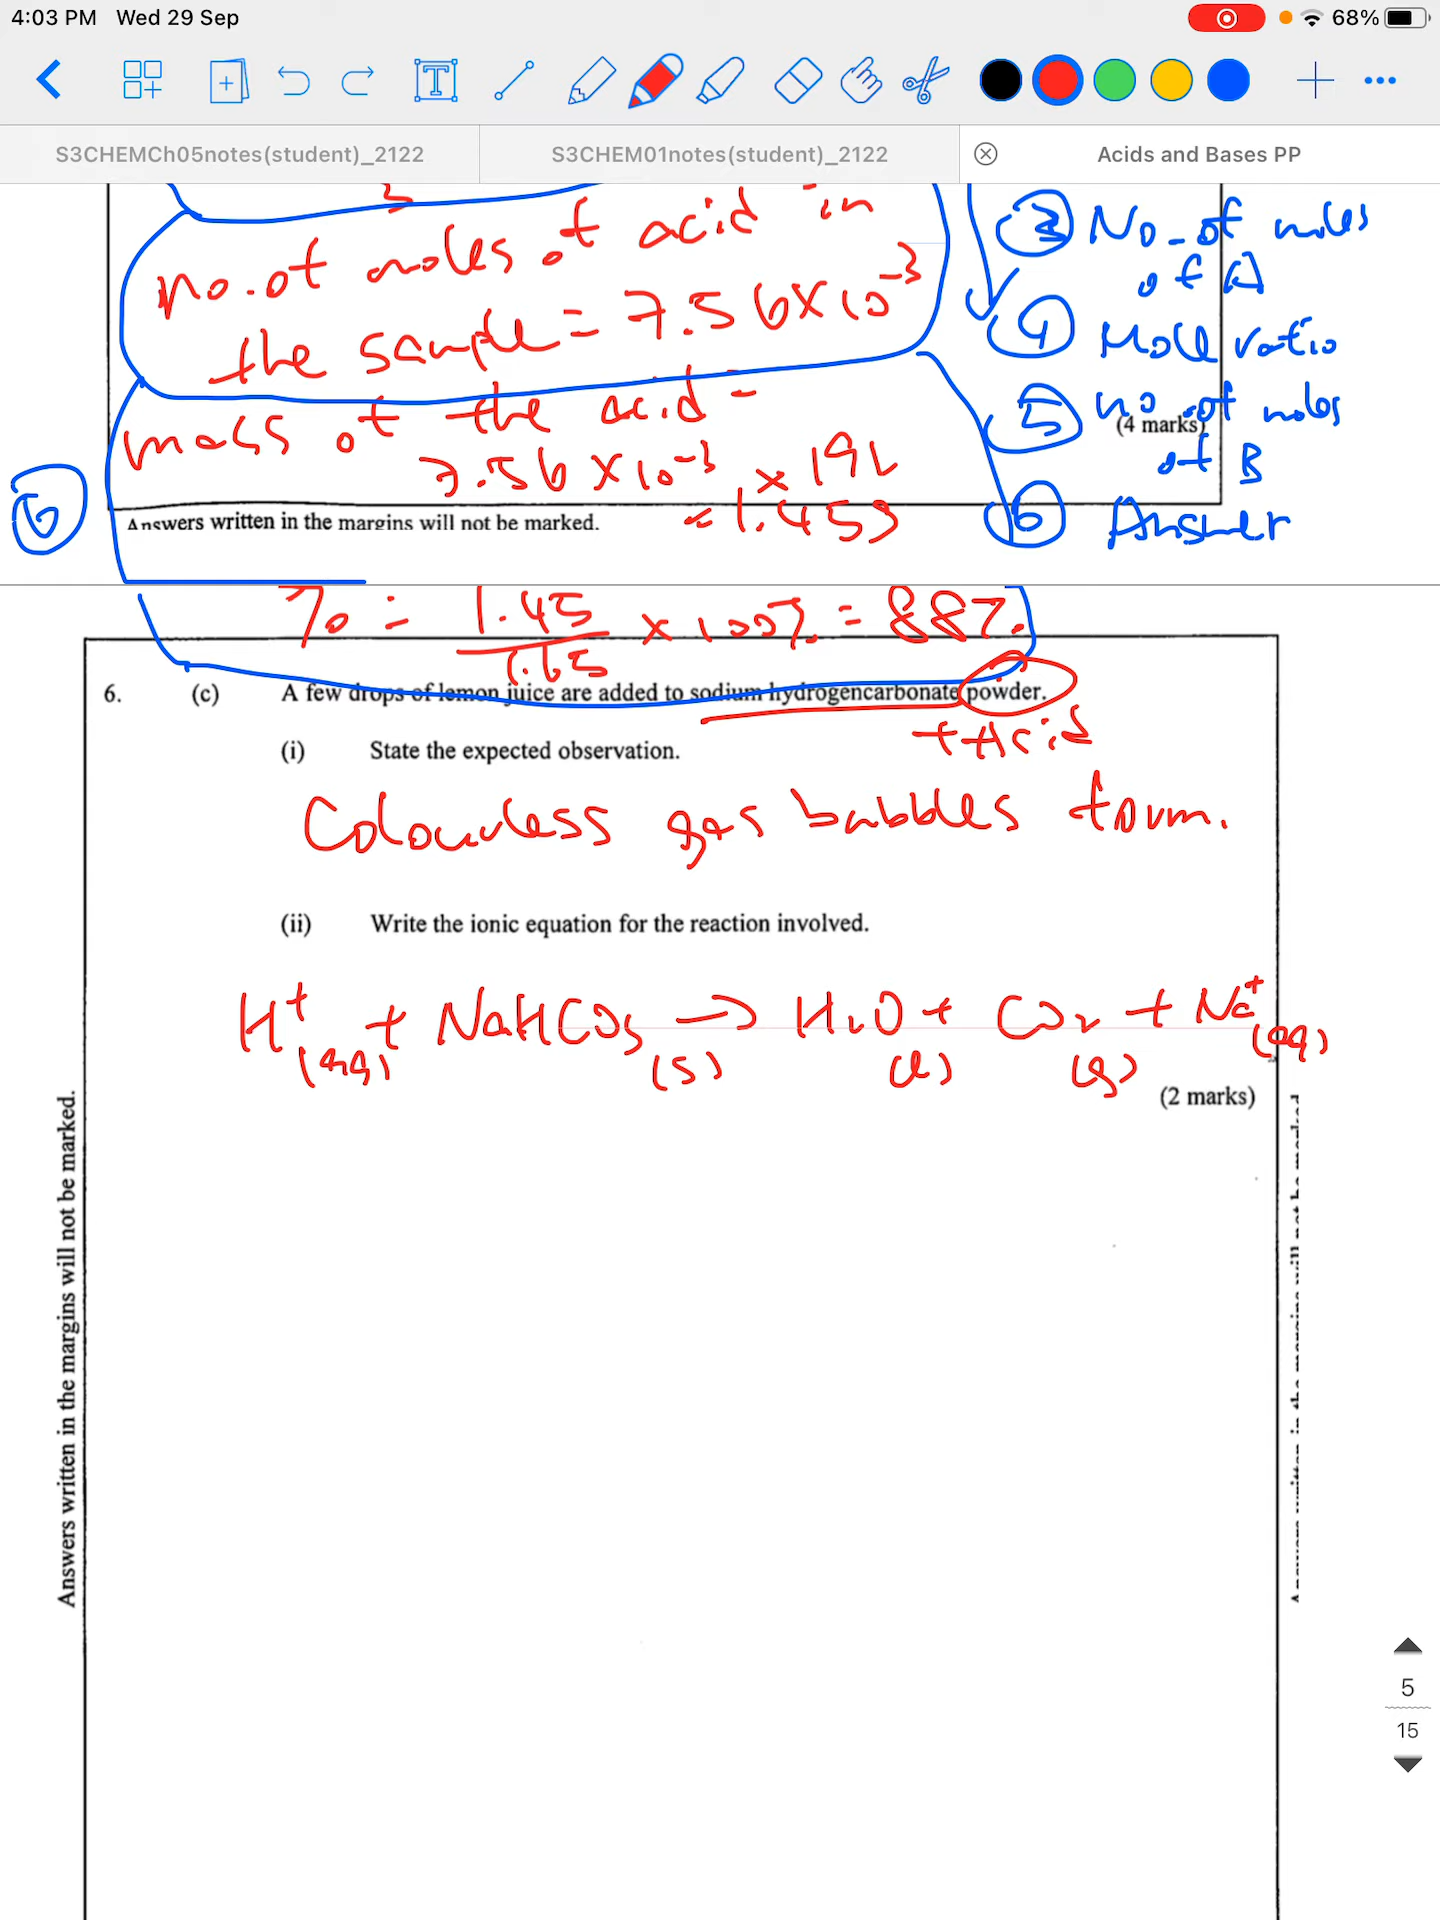 4:03 PM Wed 29 Sep
68%
S3CHEMCh05notes(student)_2122
S3CHEM01notes(student)_2122
Acids and Bases PP
no. of moles of acid in
the sample = 7.56 × 10⁻³
mass of the acid =
7.56 × 10⁻³ × 192
= 1.45g
6
3 No. of moles
of A
4 Mole ratio
5 no. of moles
of B
(4 marks)
6 Answer
Answers written in the margins will not be marked.
% = 1.45 / 1.65 × 100% = 88%
6. (c) A few drops of lemon juice are added to sodium hydrogencarbonate powder.
+ Acid
(i) State the expected observation.
Colourless gas bubbles form.
(ii) Write the ionic equation for the reaction involved.
H⁺(aq) + NaHCO₃(s) → H₂O(l) + CO₂(g) + Na⁺(aq)
(2 marks)
Answers written in the margins will not be marked.
5
15